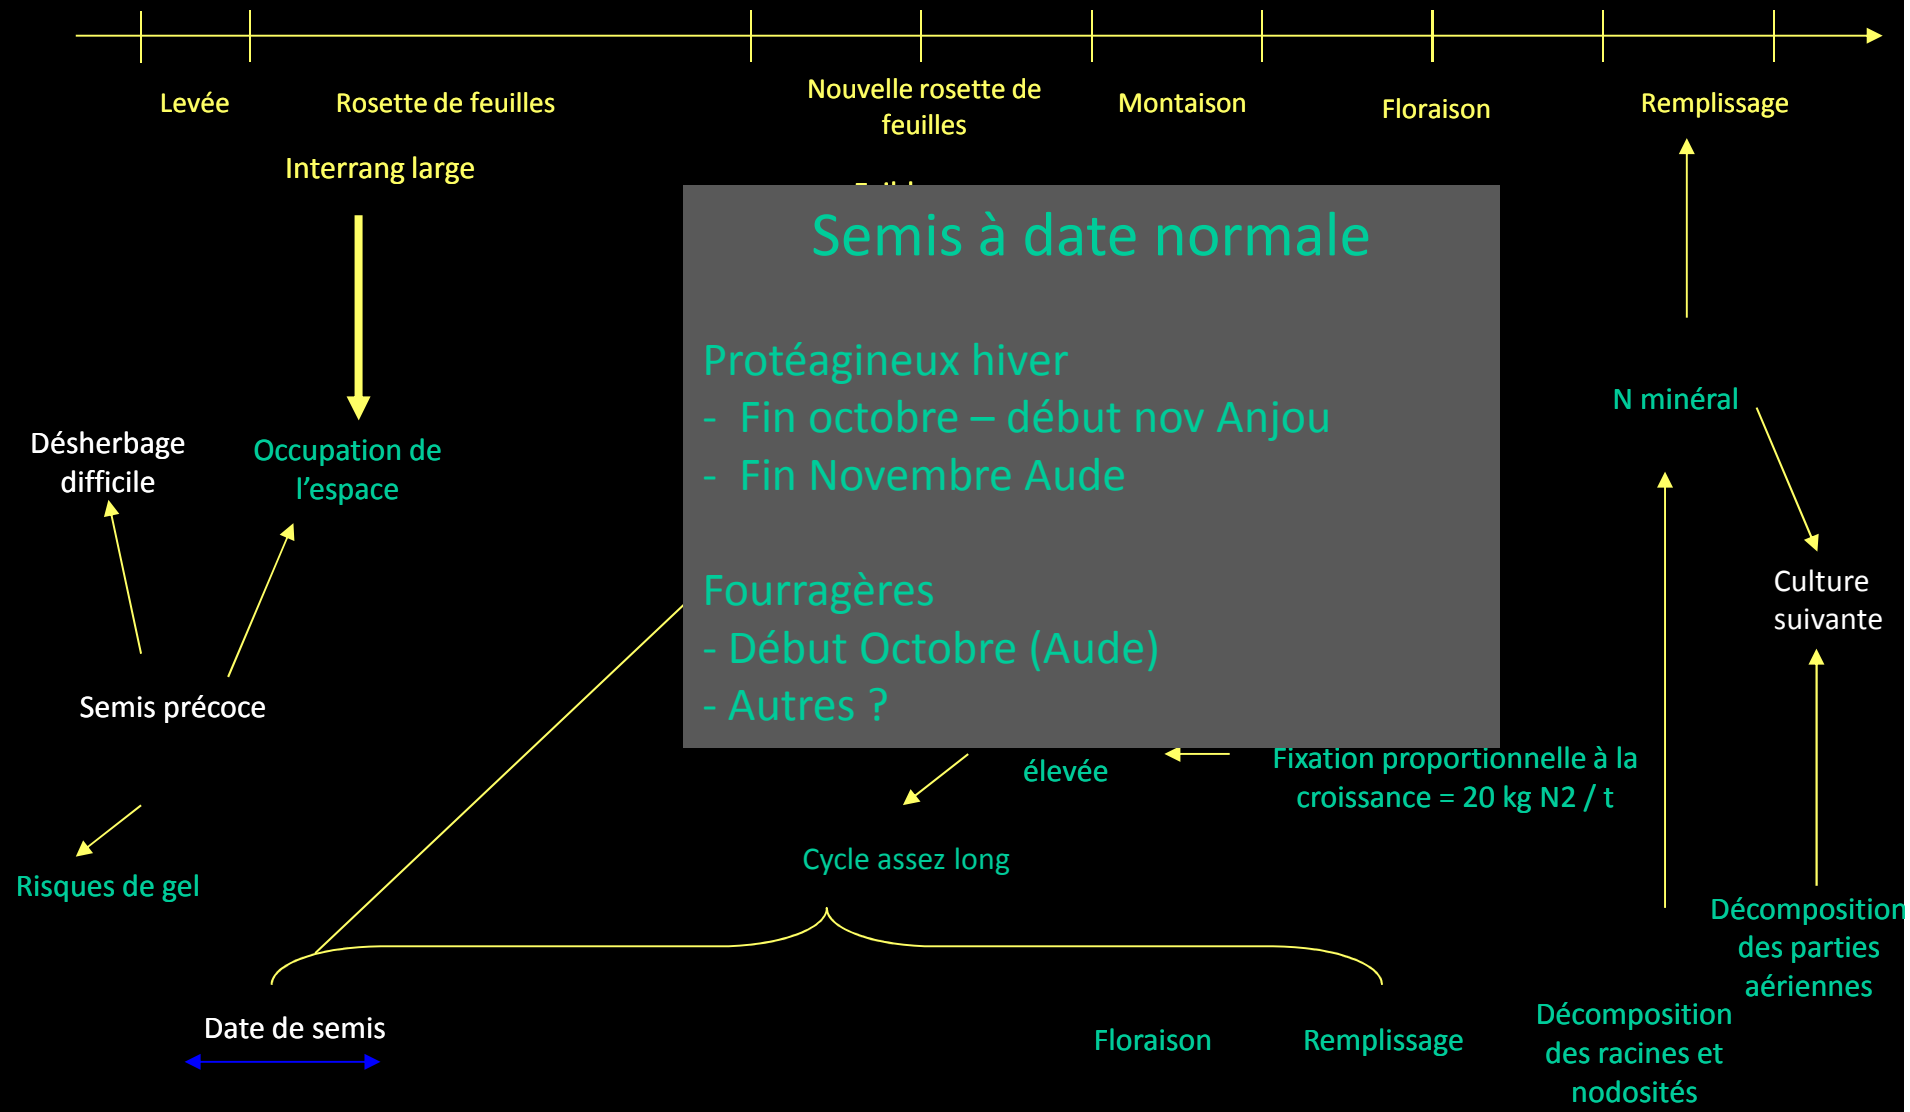 Levée
Rosette de feuilles
Nouvelle rosette de
feuilles
Montaison
Floraison
Remplissage
Interrang large
Semis à date normale
Protéagineux hiver
- Fin octobre – début nov Anjou
- Fin Novembre Aude
Fourragères
- Début Octobre (Aude)
- Autres ?
N minéral
Désherbage
difficile
Occupation de
l'espace
Culture
suivante
Semis précoce
élevée
Fixation proportionnelle à la
croissance = 20 kg N2 / t
Cycle assez long
Risques de gel
Décomposition
des parties
aériennes
Date de semis
Floraison
Remplissage
Décomposition
des racines et
nodosités